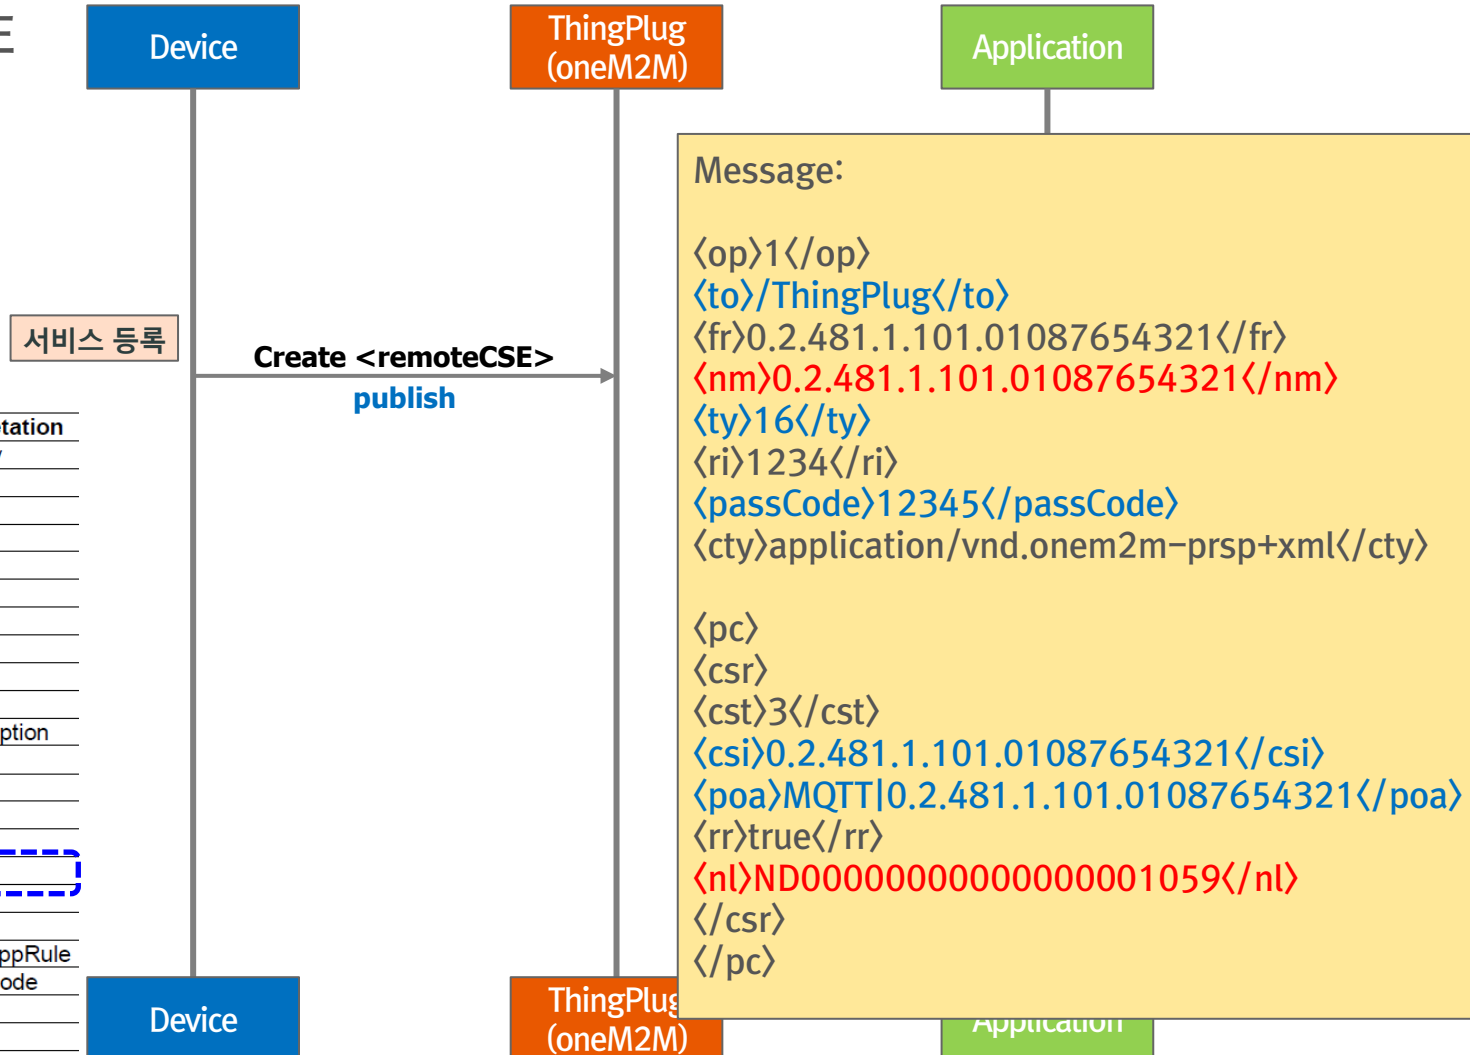 E
Device
ThingPlug
(oneM2M)
Application
Message:
〈op〉1〈/op〉
〈to〉/ThingPlug〈/to〉
〈fr〉0.2.481.1.101.01087654321〈/fr〉
〈nm〉0.2.481.1.101.01087654321〈/nm〉
〈ty〉16〈/ty〉
〈ri〉1234〈/ri〉
〈passCode〉12345〈/passCode〉
〈cty〉application/vnd.onem2m-prsp+xml〈/cty〉
〈pc〉
〈csr〉
〈cst〉3〈/cst〉
〈csi〉0.2.481.1.101.01087654321〈/csi〉
〈poa〉MQTT|0.2.481.1.101.01087654321〈/poa〉
〈rr〉true〈/rr〉
〈nl〉ND00000000000000001059〈/nl〉
〈/csr〉
〈/pc〉
서비스 등록
Create <remoteCSE>
publish
tation
ption
ppRule
ode
Device
ThingPlug
(oneM2M)
Application